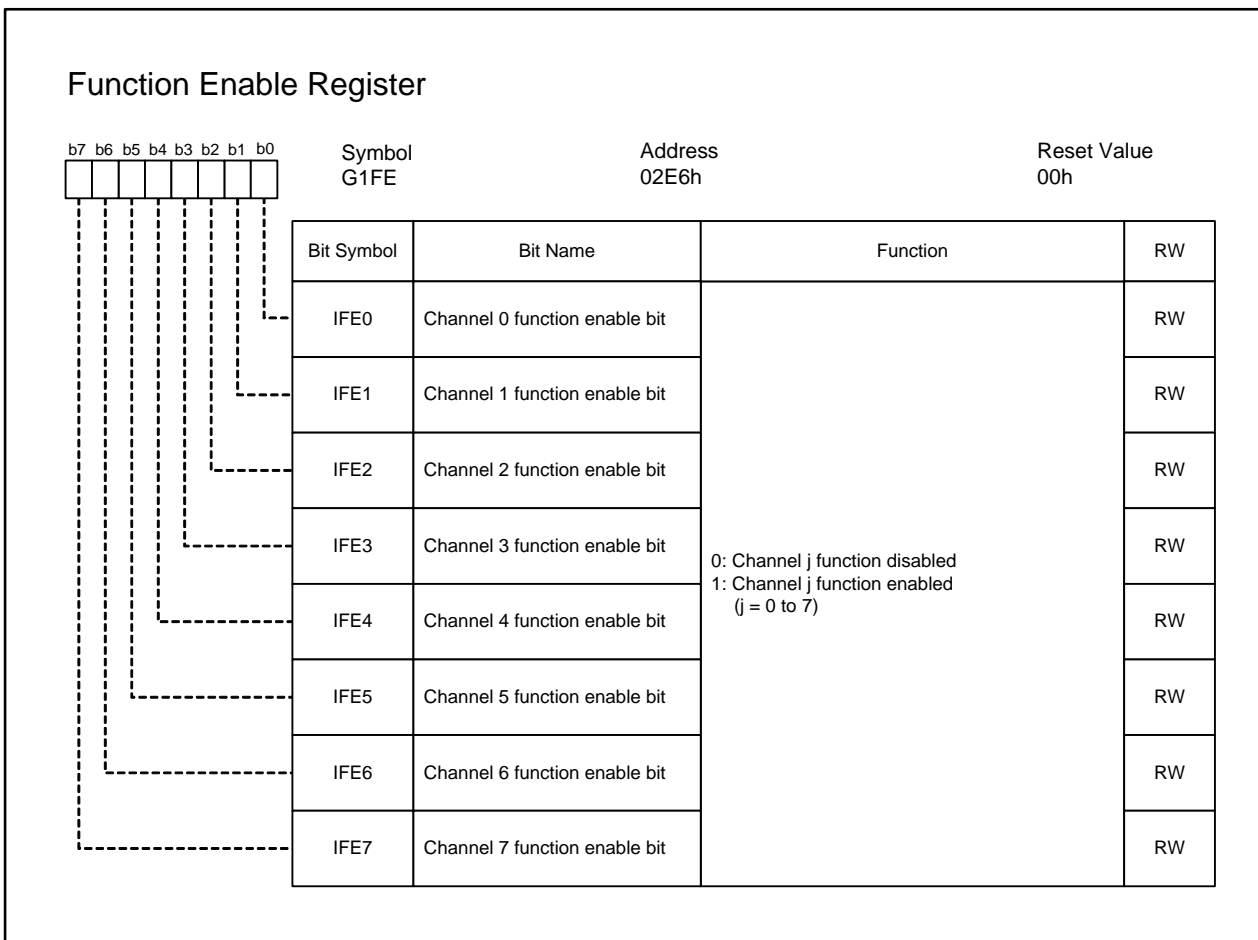 Function Enable Register
b7 b6 b5 b4 b3 b2 b1 b0
Symbol Address Reset Value
G1FE 02E6h 00h
Bit Symbol Bit Name Function RW
IFE0 Channel 0 function enable bit RW
IFE1 Channel 1 function enable bit RW
IFE2 Channel 2 function enable bit RW
IFE3 Channel 3 function enable bit RW
0: Channel j function disabled
1: Channel j function enabled
(j = 0 to 7)
IFE4 Channel 4 function enable bit RW
IFE5 Channel 5 function enable bit RW
IFE6 Channel 6 function enable bit RW
IFE7 Channel 7 function enable bit RW